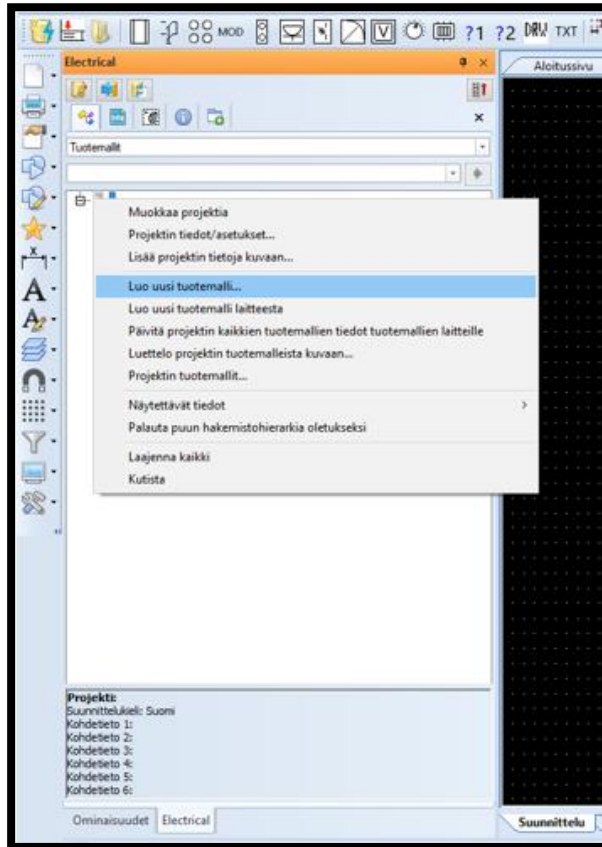 MOD
?1
?2
DRW
TXT
Electrical
Aloitussivu
Tuotemallit
Muokkaa projektia
Projektin tiedot/asetukset...
Lisää projektin tietoja kuvaan...
Luo uusi tuotemalli...
Luo uusi tuotemalli laitteesta
Päivitä projektin kaikkien tuotemallien tiedot tuotemallien laitteille
Luettelo projektin tuotemalleista kuvaan...
Projektin tuotemallit...
Näytettävät tiedot
Palauta puun hakemistohierarkia oletukseksi
Laajenna kaikki
Kutista
Projekti:
Suunnittelukieli: Suomi
Kohdetieto 1:
Kohdetieto 2:
Kohdetieto 3:
Kohdetieto 4:
Kohdetieto 5:
Kohdetieto 6:
Ominaisuudet Electrical
Suunnittelu